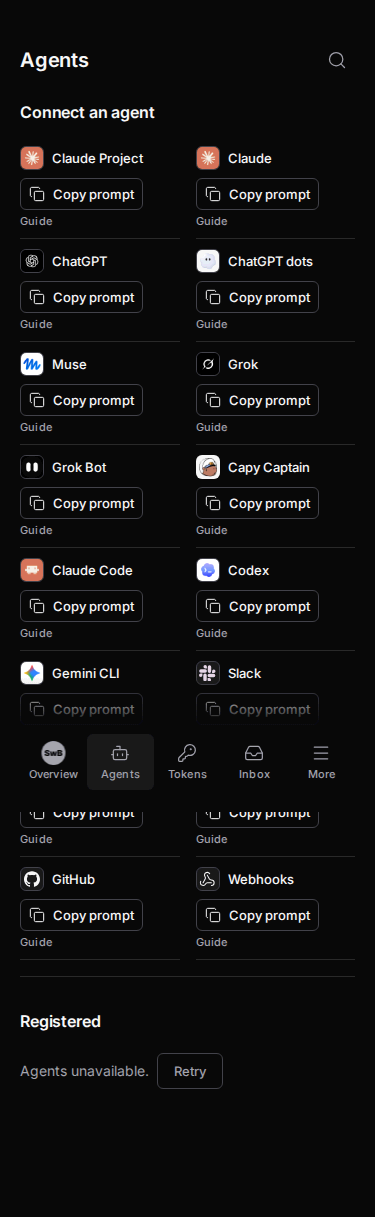 Agents
Connect an agent
Claude Project
Claude
Copy prompt
Copy prompt
Guide
Guide
ChatGPT
ChatGPT dots
Copy prompt
Copy prompt
Guide
Guide
Muse
Grok
Copy prompt
Copy prompt
Guide
Guide
Grok Bot
Capy Captain
Copy prompt
Copy prompt
Guide
Guide
Claude Code
Codex
Copy prompt
Copy prompt
Guide
Guide
Gemini CLI
Slack
Copy prompt
Copy prompt
SwB
Overview
Agents
Tokens
Inbox
More
Copy prompt
Copy prompt
Guide
Guide
GitHub
Webhooks
Copy prompt
Copy prompt
Guide
Guide
Registered
Agents unavailable.
Retry